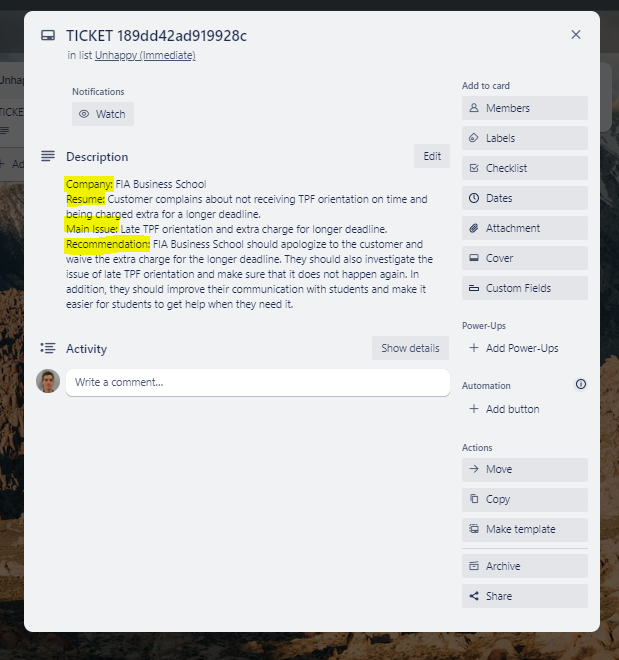 TICKET 189dd42ad919928c
in list Unhappy (Immediate)
Notifications
Watch
Description
Edit
Company: FIA Business School
Resume: Customer complains about not receiving TPF orientation on time and
being charged extra for a longer deadline.
Main Issue: Late TPF orientation and extra charge for longer deadline.
Recommendation: FIA Business School should apologize to the customer and
waive the extra charge for the longer deadline. They should also investigate the
issue of late TPF orientation and make sure that it does not happen again. In
addition, they should improve their communication with students and make it
easier for students to get help when they need it.
Activity
Show details
Write a comment...
Add to card
Members
Labels
Checklist
Dates
Attachment
Cover
Custom Fields
Power-Ups
Add Power-Ups
Automation
Add button
Actions
Move
Copy
Make template
Archive
Share